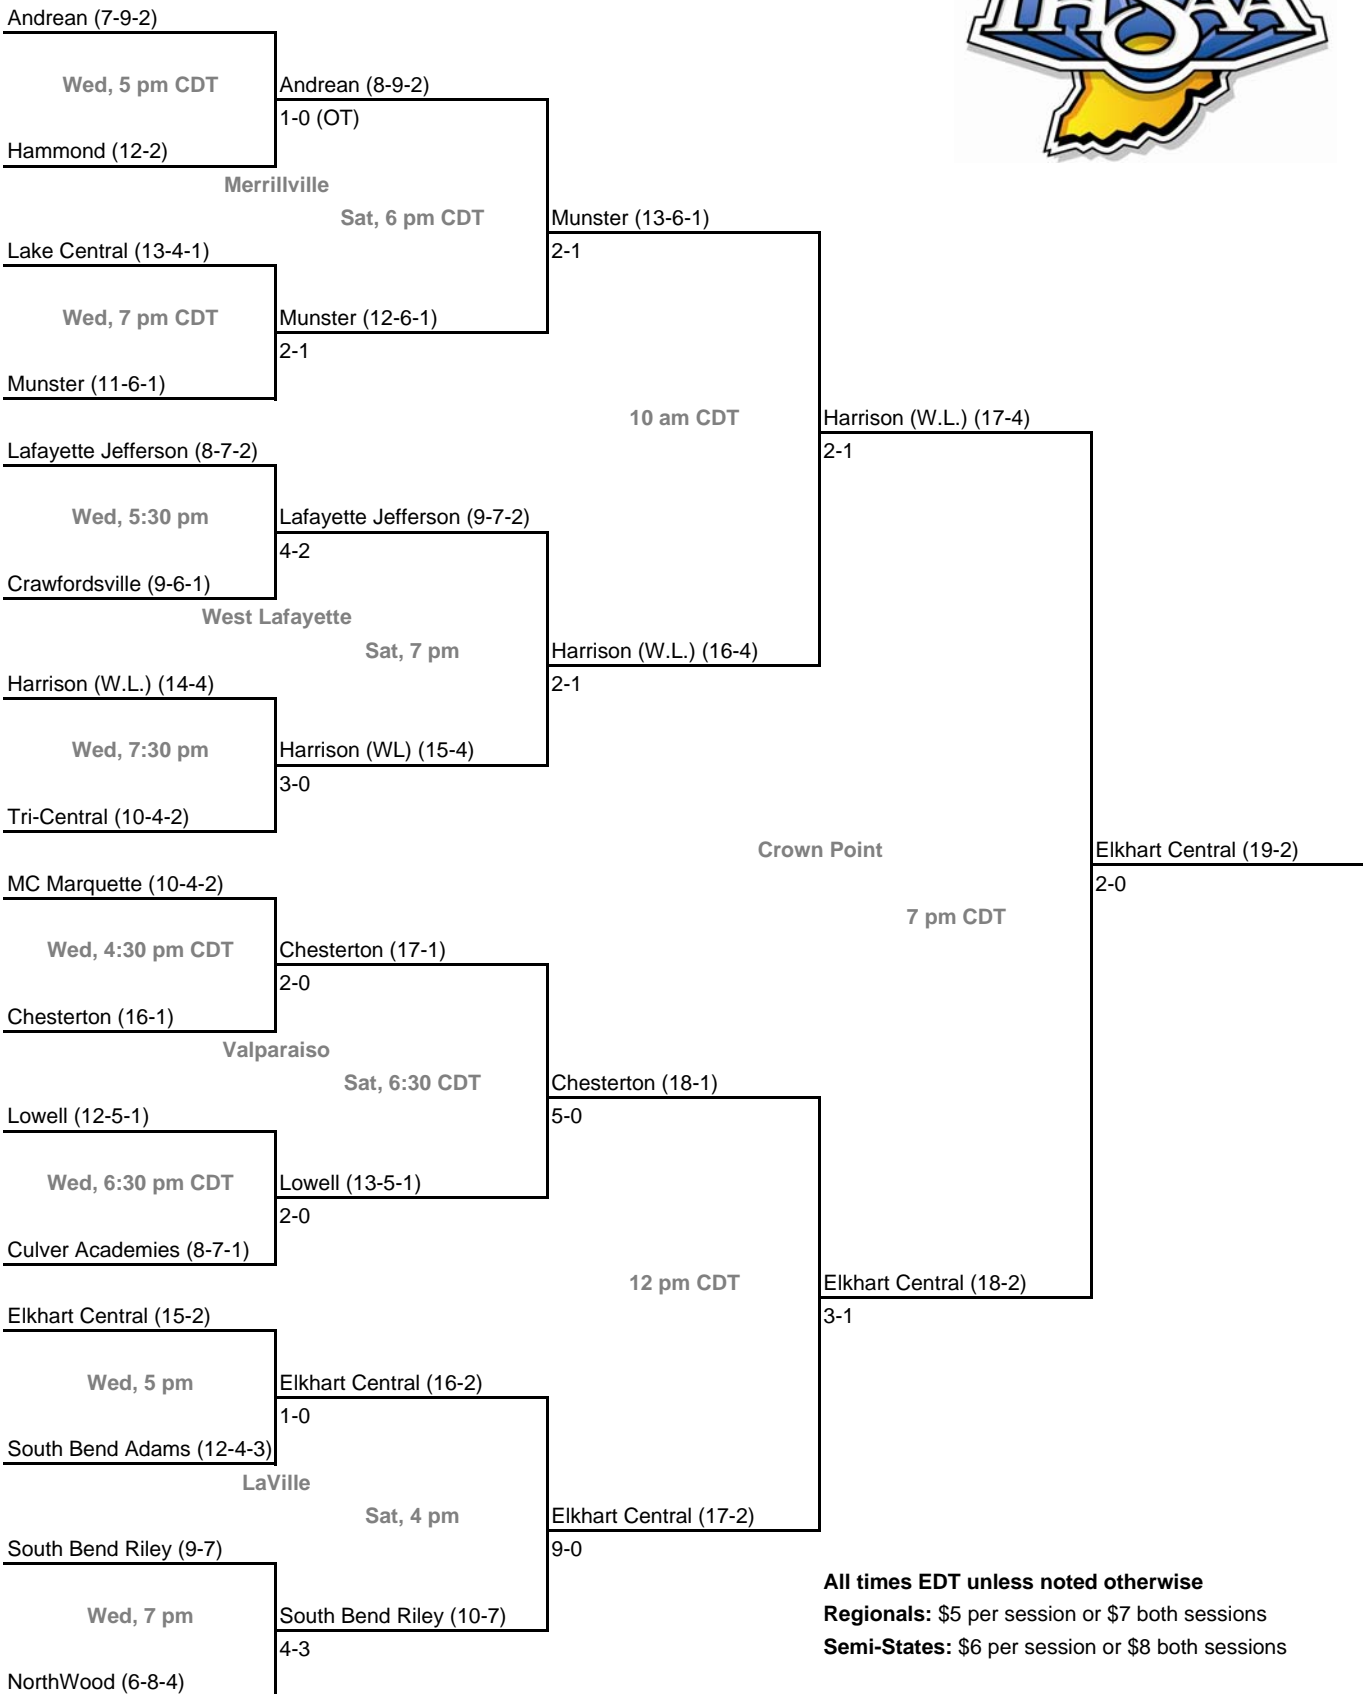 Andrean (7-9-2)
IHSAA
Wed, 5 pm CDT
Andrean (8-9-2)
1-0 (OT)
Hammond (12-2)
Merrillville
Sat, 6 pm CDT
Munster (13-6-1)
Lake Central (13-4-1)
2-1
Wed, 7 pm CDT
Munster (12-6-1)
2-1
Munster (11-6-1)
10 am CDT
Harrison (W.L.) (17-4)
Lafayette Jefferson (8-7-2)
2-1
Wed, 5:30 pm
Lafayette Jefferson (9-7-2)
4-2
Crawfordsville (9-6-1)
West Lafayette
Sat, 7 pm
Harrison (W.L.) (16-4)
Harrison (W.L.) (14-4)
2-1
Wed, 7:30 pm
Harrison (WL) (15-4)
3-0
Tri-Central (10-4-2)
Crown Point
Elkhart Central (19-2)
MC Marquette (10-4-2)
2-0
7 pm CDT
Wed, 4:30 pm CDT
Chesterton (17-1)
2-0
Chesterton (16-1)
Valparaiso
Sat, 6:30 CDT
Chesterton (18-1)
Lowell (12-5-1)
5-0
Wed, 6:30 pm CDT
Lowell (13-5-1)
2-0
Culver Academies (8-7-1)
12 pm CDT
Elkhart Central (18-2)
Elkhart Central (15-2)
3-1
Wed, 5 pm
Elkhart Central (16-2)
1-0
South Bend Adams (12-4-3)
LaVille
Sat, 4 pm
Elkhart Central (17-2)
South Bend Riley (9-7)
9-0
All times EDT unless noted otherwise
Wed, 7 pm
South Bend Riley (10-7)
Regionals: $5 per session or $7 both sessions
4-3
Semi-States: $6 per session or $8 both sessions
NorthWood (6-8-4)